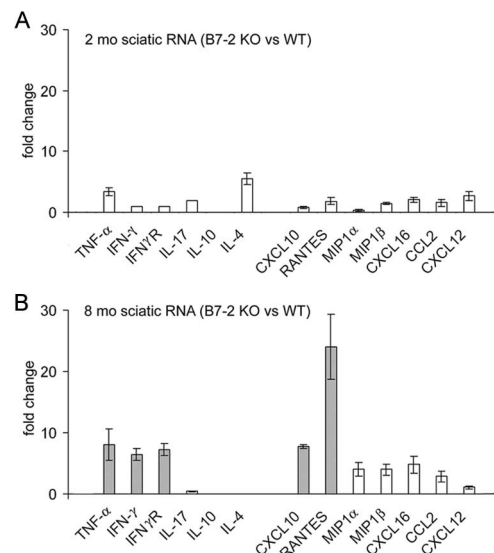 A
2 mo sciatic RNA (B7-2 KO vs WT)
fold change
30
20
10
0
TNF-α
IFN-γ
IFNγR
IL-17
IL-10
IL-4
CXCL10
RANTES
MIP1α
MIP1β
CXCL16
CCL2
CXCL12
B
8 mo sciatic RNA (B7-2 KO vs WT)
fold change
30
20
10
0
TNF-α
IFN-γ
IFNγR
IL-17
IL-10
IL-4
CXCL10
RANTES
MIP1α
MIP1β
CXCL16
CCL2
CXCL12